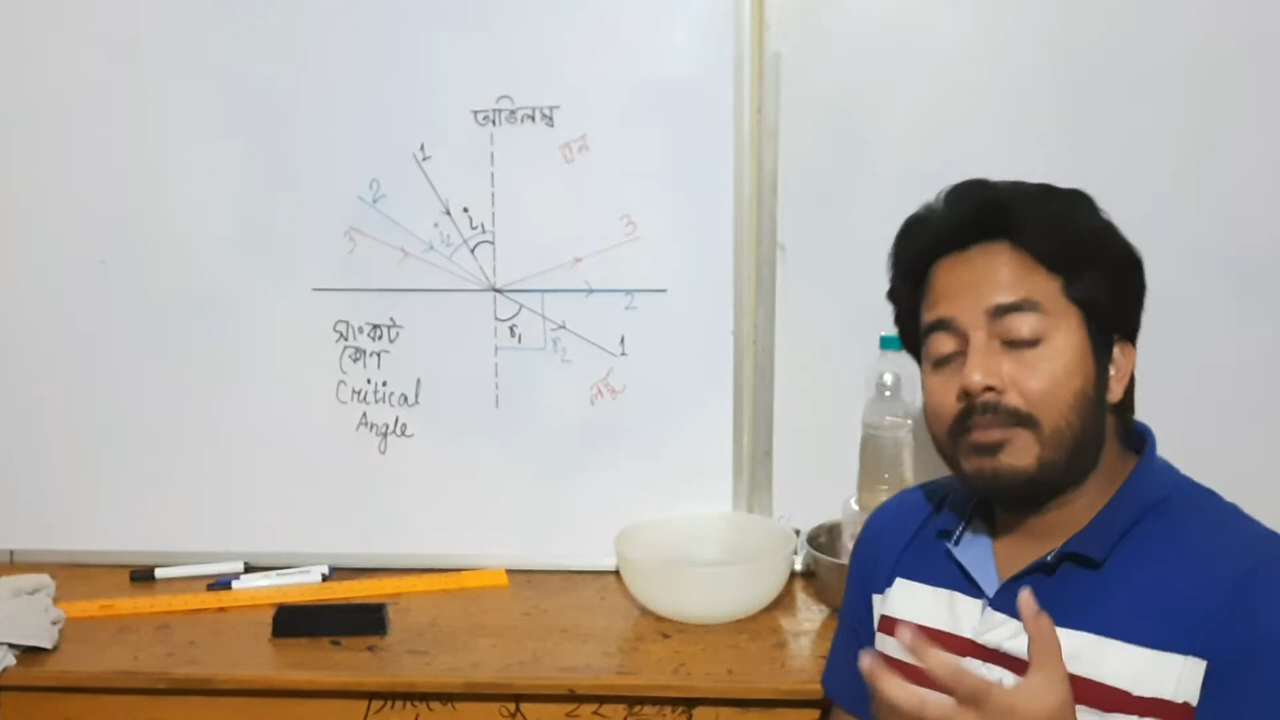 অভিলম্ব
ঘন
1
2
3
i₂
i₁
3
2
r₁
r₂
1
লঘু
সংকট
কোণ
Critical
Angle